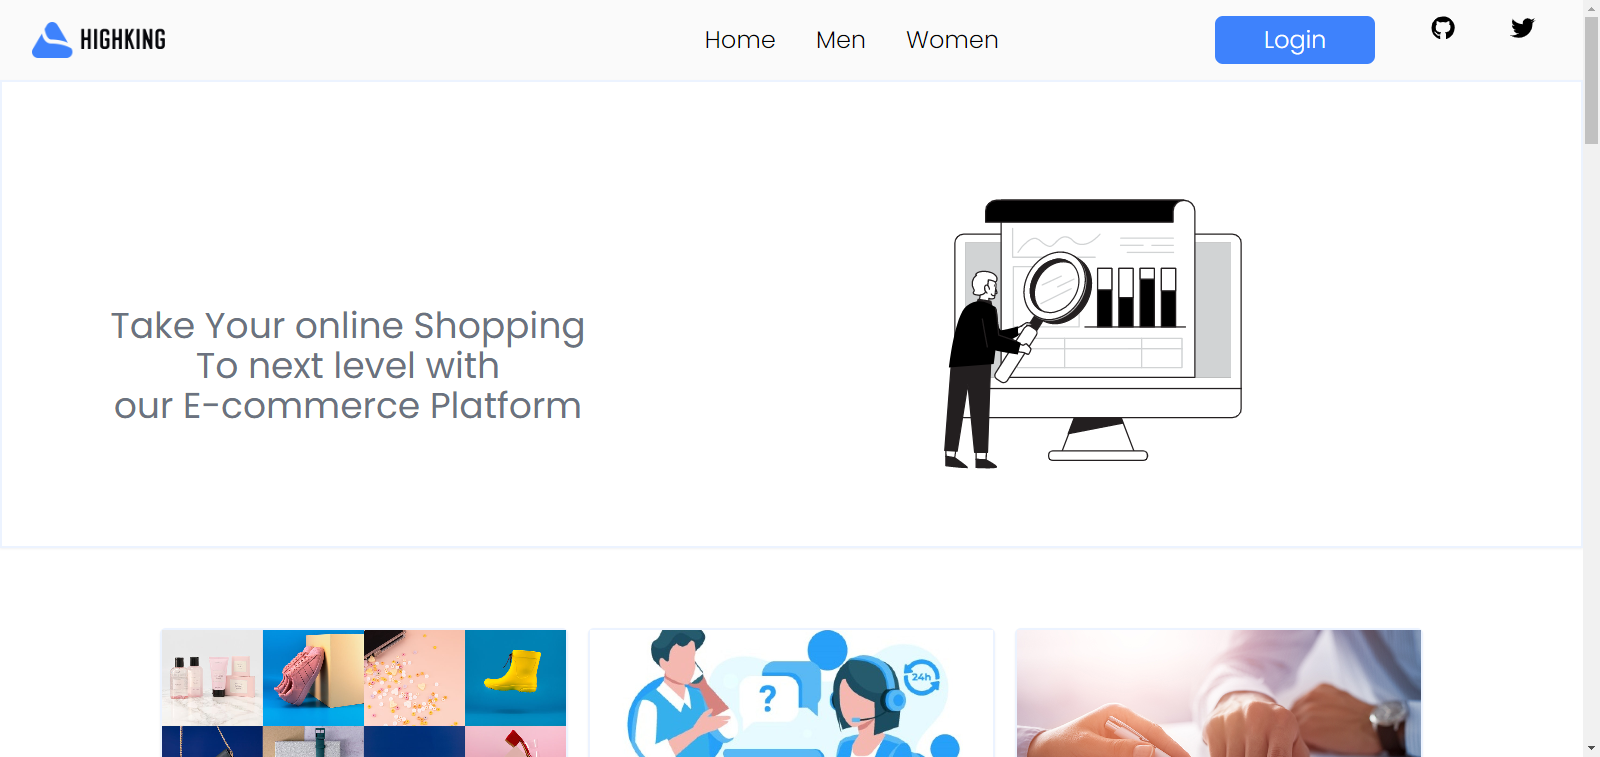 HIGHKING
Home
Men
Women
Login
Take Your online Shopping
To next level with
our E-commerce Platform
?
24h